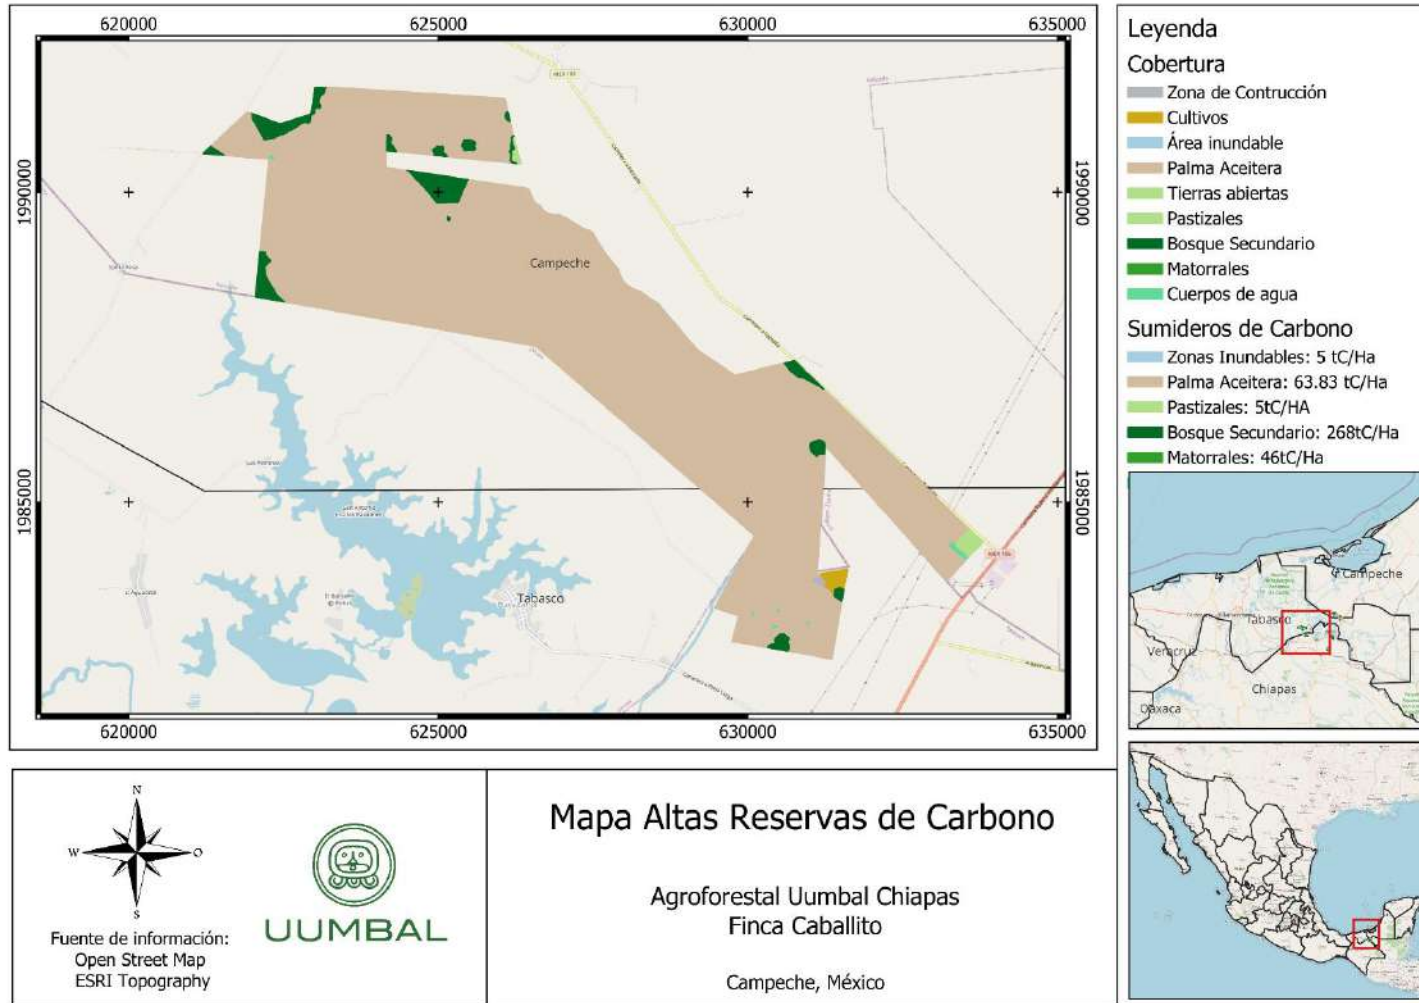 620000 625000 630000 635000
1990000
1985000
1990000
1985000
MEX 186
Campeche
Tabasco
620000 625000 630000 635000
Leyenda
Cobertura
Zona de Contrucción
Cultivos
Área inundable
Palma Aceitera
Tierras abiertas
Pastizales
Bosque Secundario
Matorrales
Cuerpos de agua
Sumideros de Carbono
Zonas Inundables: 5 tC/Ha
Palma Aceitera: 63.83 tC/Ha
Pastizales: 5tC/HA
Bosque Secundario: 268tC/Ha
Matorrales: 46tC/Ha
Campeche
Tabasco
Veracruz
Chiapas
Oaxaca
N
W
O
S
Fuente de información:
Open Street Map
ESRI Topography
UUMBAL
Mapa Altas Reservas de Carbono
Agroforestal Uumbal Chiapas
Finca Caballito
Campeche, México